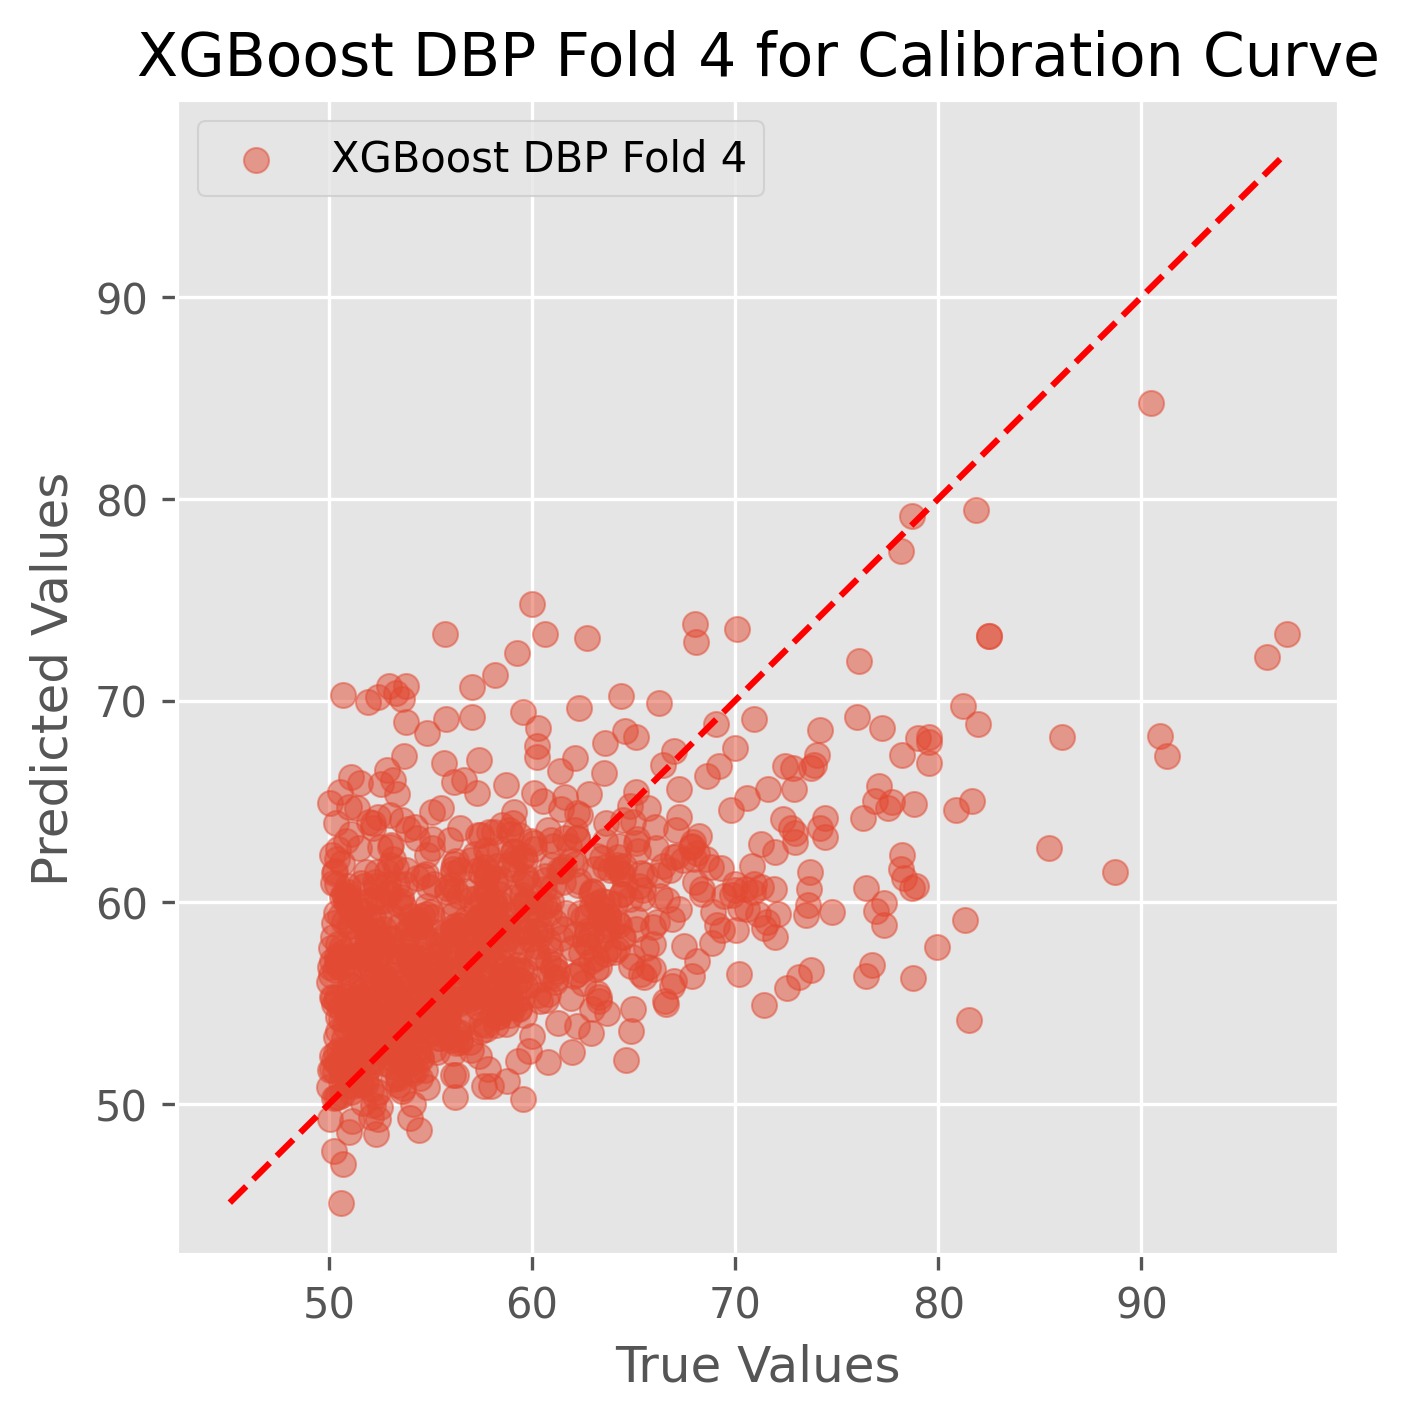 XGBoost DBP Fold 4 for Calibration Curve
XGBoost DBP Fold 4
Predicted Values
90
80
70
60
50
50 60 70 80 90
True Values